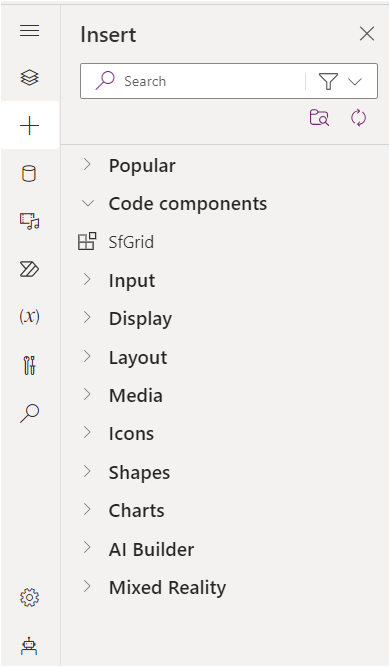 Insert
Search
Popular
Code components
SfGrid
Input
Display
Layout
Media
Icons
Shapes
Charts
AI Builder
Mixed Reality
(x)